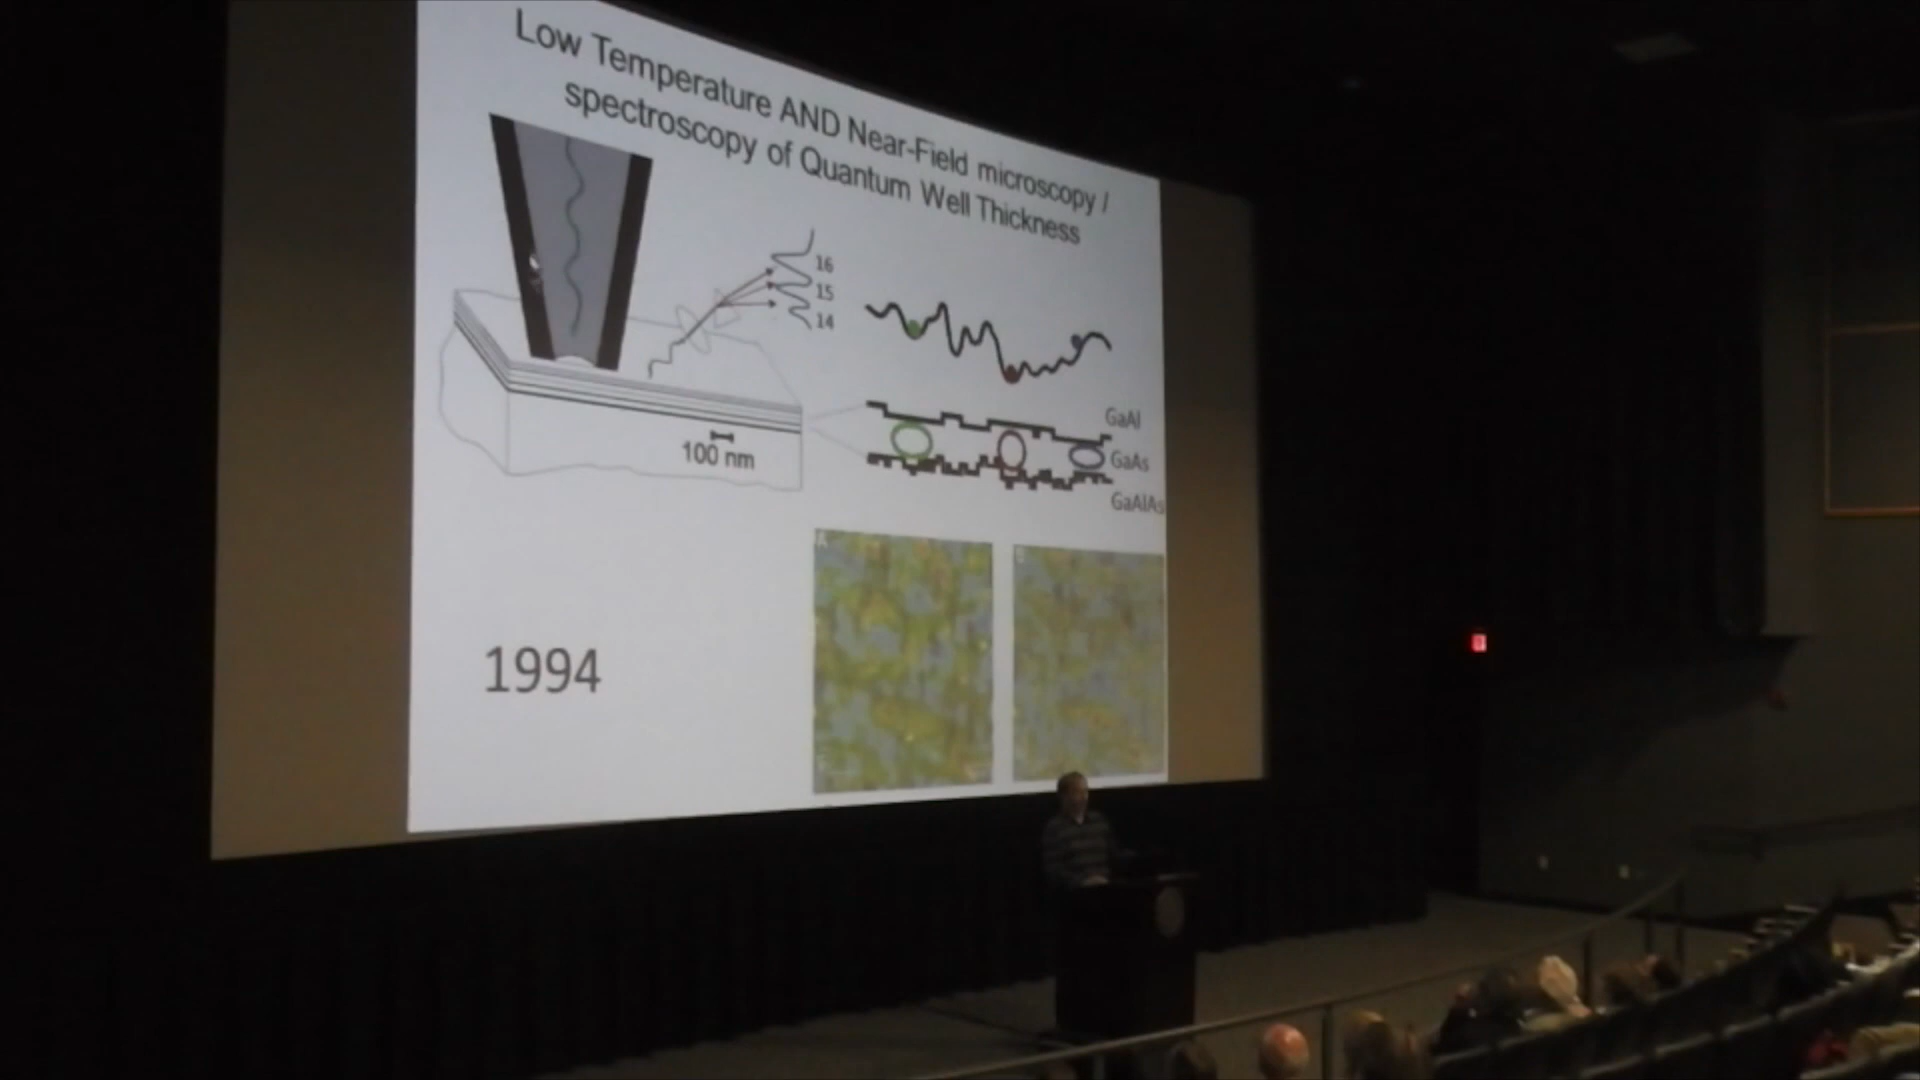 Low Temperature AND Near-Field microscopy /
spectroscopy of Quantum Well Thickness
16
15
14
100 nm
GaAl
GaAs
GaAlAs
A
1994